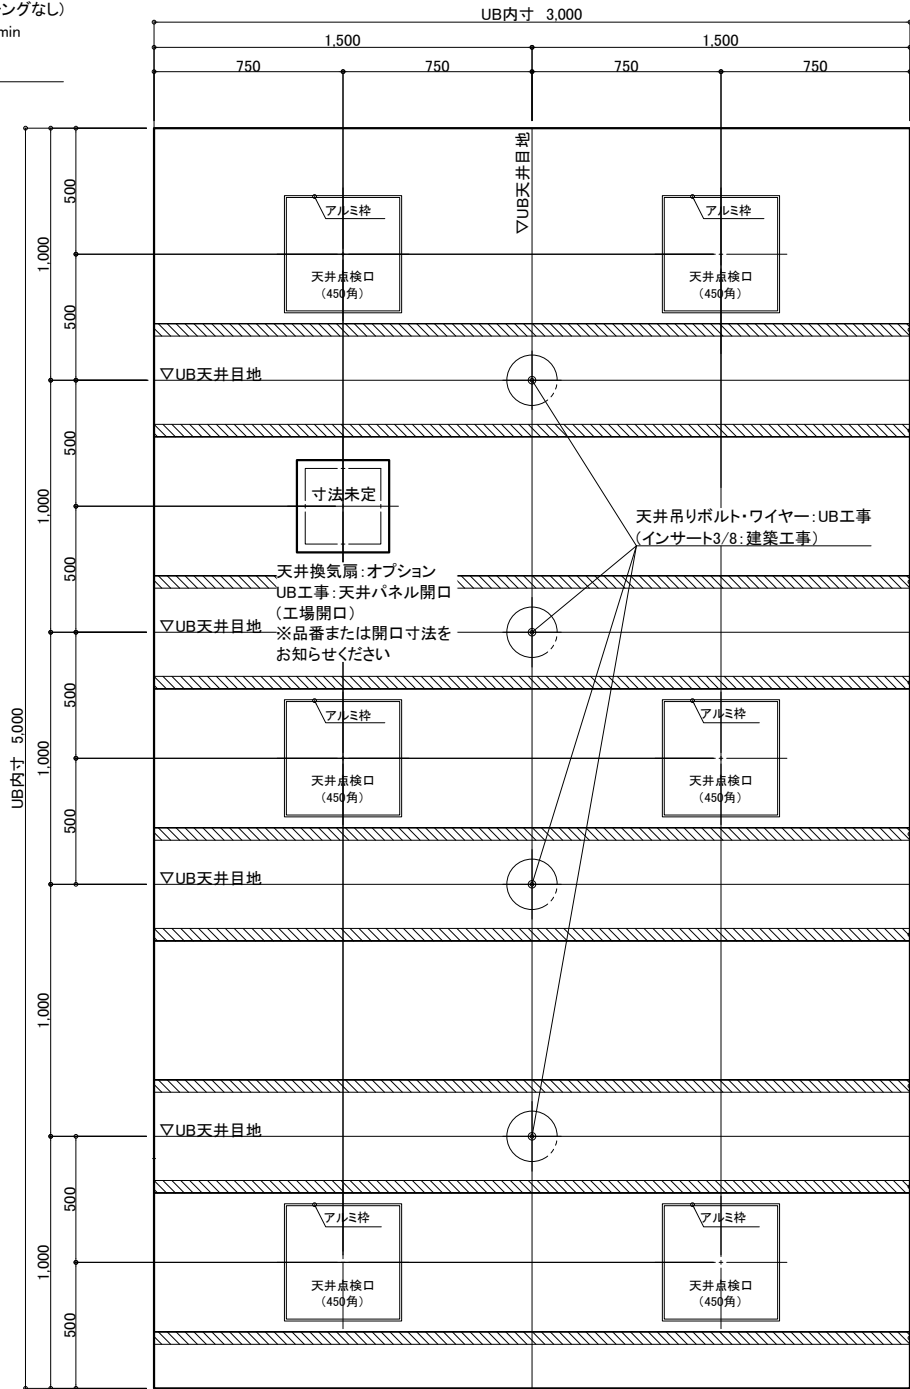 ングなし)
min
UB内寸 3,000
1,500
1,500
750
750
750
750
▽UB天井目地
500
1,000
500
アルミ枠
天井点検口
(450角)
アルミ枠
天井点検口
(450角)
▽UB天井目地
500
1,000
500
寸法未定
天井換気扇:オプション
UB工事:天井パネル開口
(工場開口)
※品番または開口寸法を
お知らせください
天井吊りボルト・ワイヤー:UB工事
(インサート3/8:建築工事)
▽UB天井目地
UB内寸 5,000
500
1,000
500
アルミ枠
天井点検口
(450角)
アルミ枠
天井点検口
(450角)
▽UB天井目地
1,000
▽UB天井目地
500
1,000
500
アルミ枠
天井点検口
(450角)
アルミ枠
天井点検口
(450角)